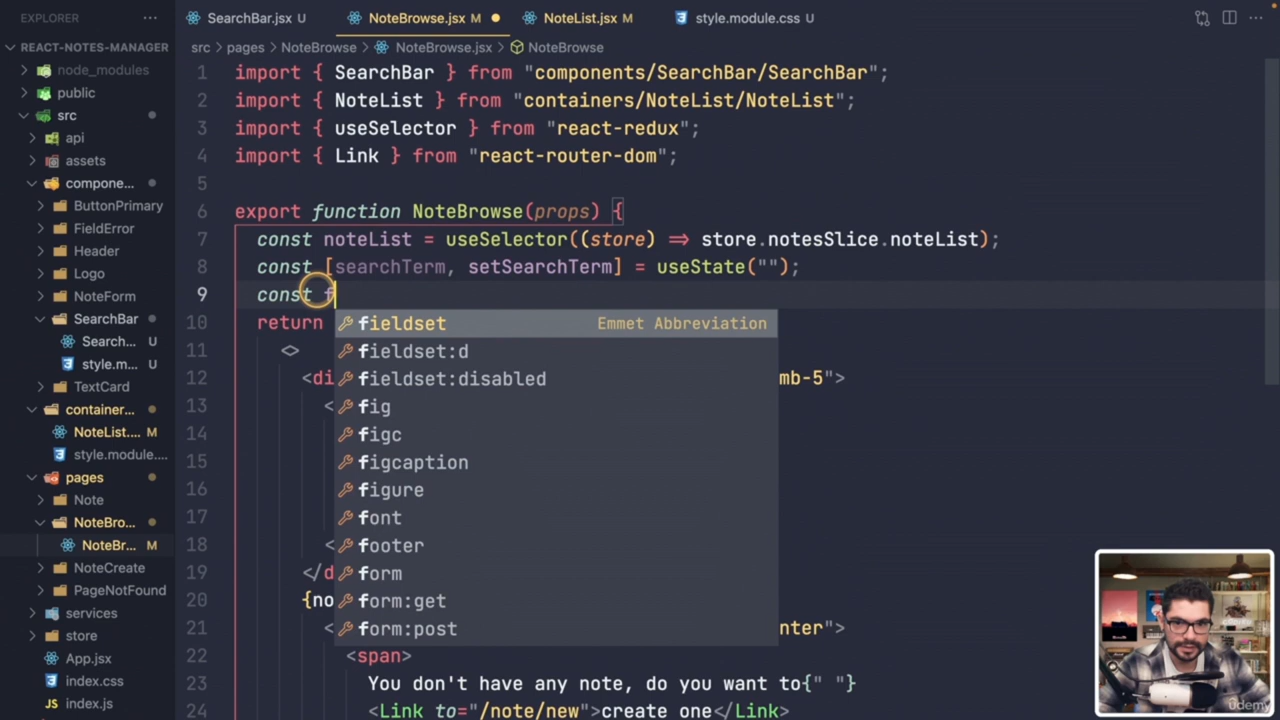 EXPLORER
REACT-NOTES-MANAGER
node_modules
public
src
api
assets
compone...
ButtonPrimary
FieldError
Header
Logo
NoteForm
SearchBar
Search... U
style.m... U
TextCard
container...
NoteList.... M
style.module....
pages
Note
NoteBro...
NoteBr... M
NoteCreate
PageNotFound
services
store
App.jsx
index.css
JS index.js
SearchBar.jsx U
NoteBrowse.jsx M
NoteList.jsx M
style.module.css U
src > pages > NoteBrowse > NoteBrowse.jsx > NoteBrowse
1 import { SearchBar } from "components/SearchBar/SearchBar";
2 import { NoteList } from "containers/NoteList/NoteList";
3 import { useSelector } from "react-redux";
4 import { Link } from "react-router-dom";
5
6 export function NoteBrowse(props) {
7 const noteList = useSelector((store) => store.notesSlice.noteList);
8 const [searchTerm, setSearchTerm] = useState("");
9 const f
10 return
fieldset Emmet Abbreviation
11 <>
fieldset:d
12 <di mb-5">
fieldset:disabled
13 <
fig
14
figc
15
figcaption
16
figure
17
font
18 <
footer
19 </d
form
20 {no
form:get
21 < nter">
form:post
22 <span>
23 You don't have any note, do you want to{" "}
24 <Link to="/note/new">create one</Link>
ûdemy